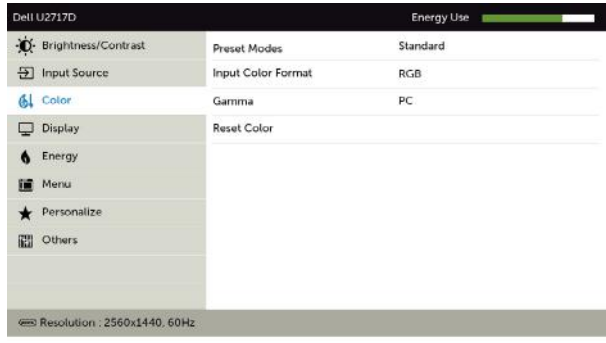 Dell U2717D Energy Use
Brightness/Contrast
Input Source
Color
Display
Energy
Menu
Personalize
Others
Preset Modes Standard
Input Color Format RGB
Gamma PC
Reset Color
Resolution : 2560x1440, 60Hz